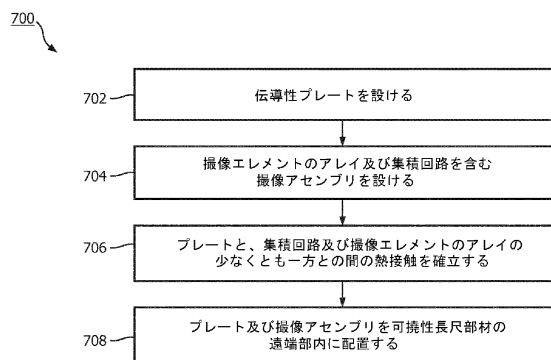 700
702
伝導性プレートを設ける
704
撮像エレメントのアレイ及び集積回路を含む
撮像アセンブリを設ける
706
プレートと、集積回路及び撮像エレメントのアレイの
少なくとも一方との間の熱接触を確立する
708
プレート及び撮像アセンブリを可撓性長尺部材の
遠端部内に配置する